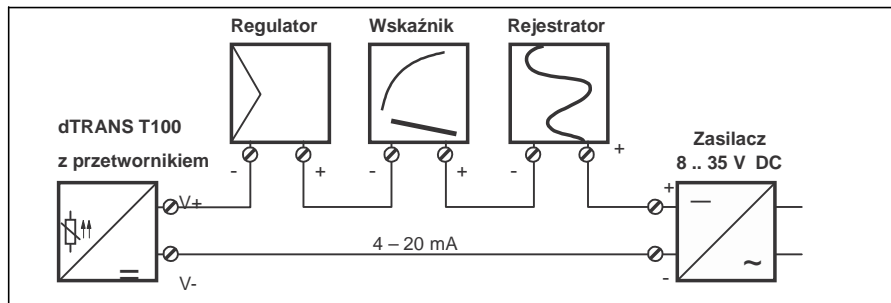 Regulator
Wskaźnik
Rejestrator
dTRANS T100
z przetwornikiem
Zasilacz
8 .. 35 V DC
- + - + - +
V+
+
4 – 20 mA
V-
-
=
~